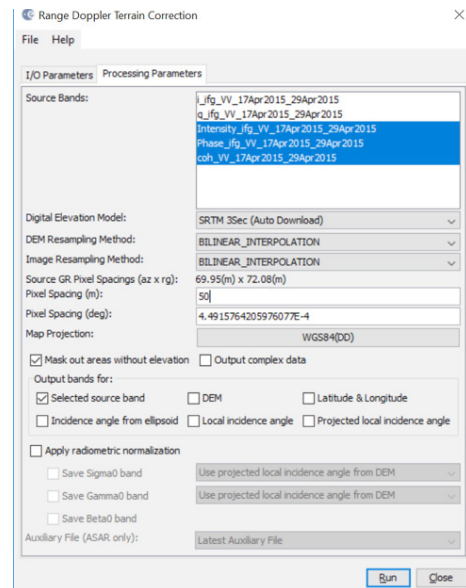 Range Doppler Terrain Correction
File Help
I/O Parameters Processing Parameters
Source Bands:
i_ifg_VV_17Apr2015_29Apr2015
q_ifg_VV_17Apr2015_29Apr2015
Intensity_ifg_VV_17Apr2015_29Apr2015
Phase_ifg_VV_17Apr2015_29Apr2015
coh_VV_17Apr2015_29Apr2015
Digital Elevation Model: SRTM 3Sec (Auto Download)
DEM Resampling Method: BILINEAR_INTERPOLATION
Image Resampling Method: BILINEAR_INTERPOLATION
Source GR Pixel Spacings (az x rg): 69.95(m) x 72.08(m)
Pixel Spacing (m): 50
Pixel Spacing (deg): 4.4915764205976077E-4
Map Projection: WGS84(DD)
Mask out areas without elevation Output complex data
Output bands for:
Selected source band DEM Latitude & Longitude
Incidence angle from ellipsoid Local incidence angle Projected local incidence angle
Apply radiometric normalization
Save Sigma0 band Use projected local incidence angle from DEM
Save Gamma0 band Use projected local incidence angle from DEM
Save Beta0 band
Auxiliary File (ASAR only): Latest Auxiliary File
Run Close